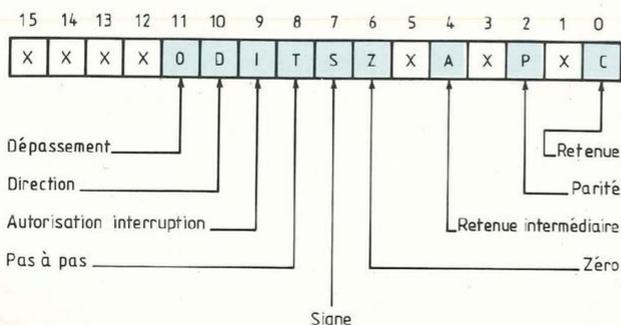 15 14 13 12 11 10 9 8 7 6 5 4 3 2 1 0
X X X X O D I T S Z X A X P X C
Dépassement
Retenue
Direction
Parité
Autorisation interruption
Retenue intermédiaire
Pas à pas
Zéro
Signe